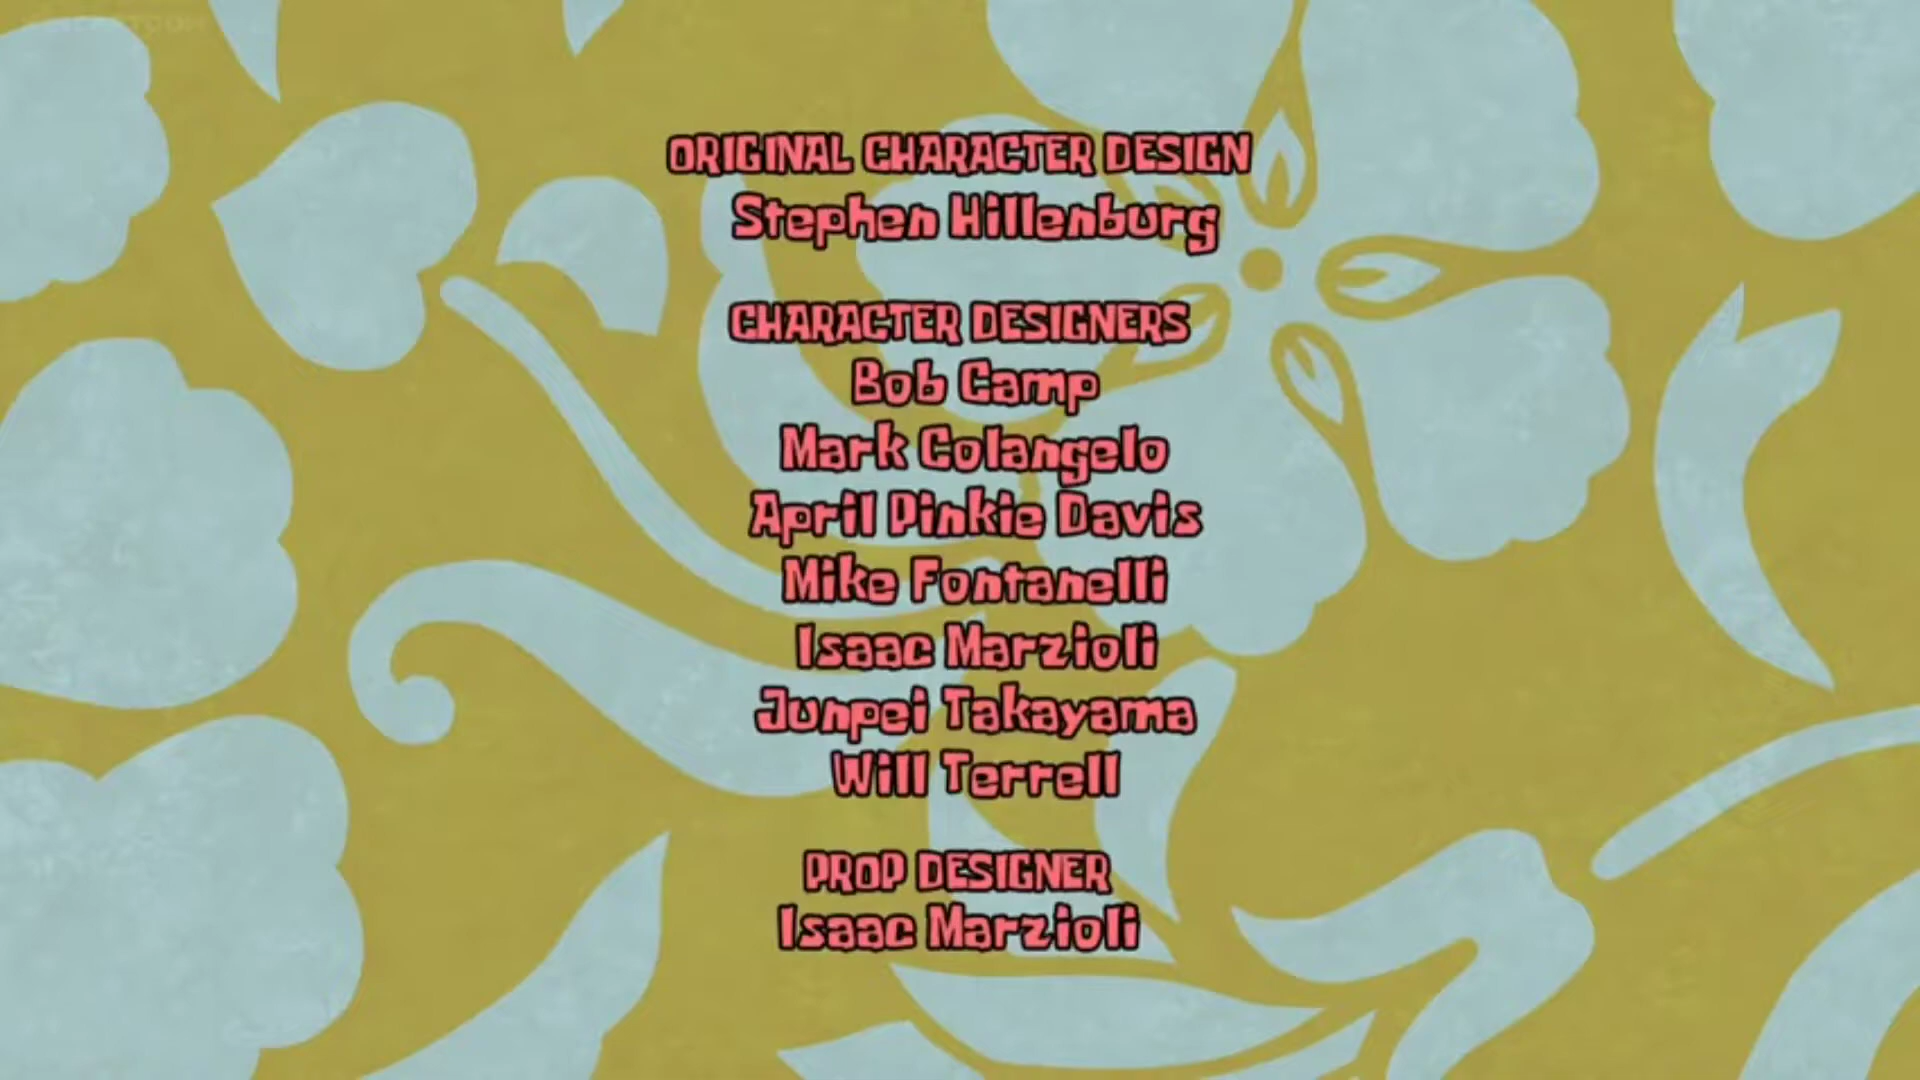 ORIGINAL CHARACTER DESIGN
Stephen Hillenburg
CHARACTER DESIGNERS
Bob Camp
Mark Colangelo
April Pinkie Davis
Mike Fontanelli
Isaac Marzioli
Junpei Takayama
Will Terrell
PROP DESIGNER
Isaac Marzioli